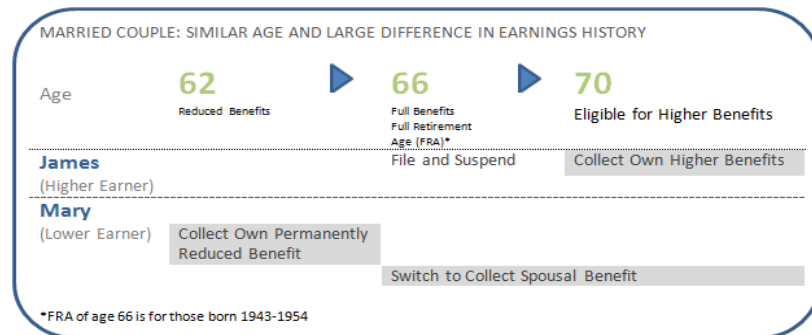 MARRIED COUPLE: SIMILAR AGE AND LARGE DIFFERENCE IN EARNINGS HISTORY
Age
62
Reduced Benefits
66
Full Benefits
Full Retirement
Age (FRA)*
70
Eligible for Higher Benefits
James
(Higher Earner)
File and Suspend
Collect Own Higher Benefits
Mary
(Lower Earner)
Collect Own Permanently
Reduced Benefit
Switch to Collect Spousal Benefit
*FRA of age 66 is for those born 1943-1954